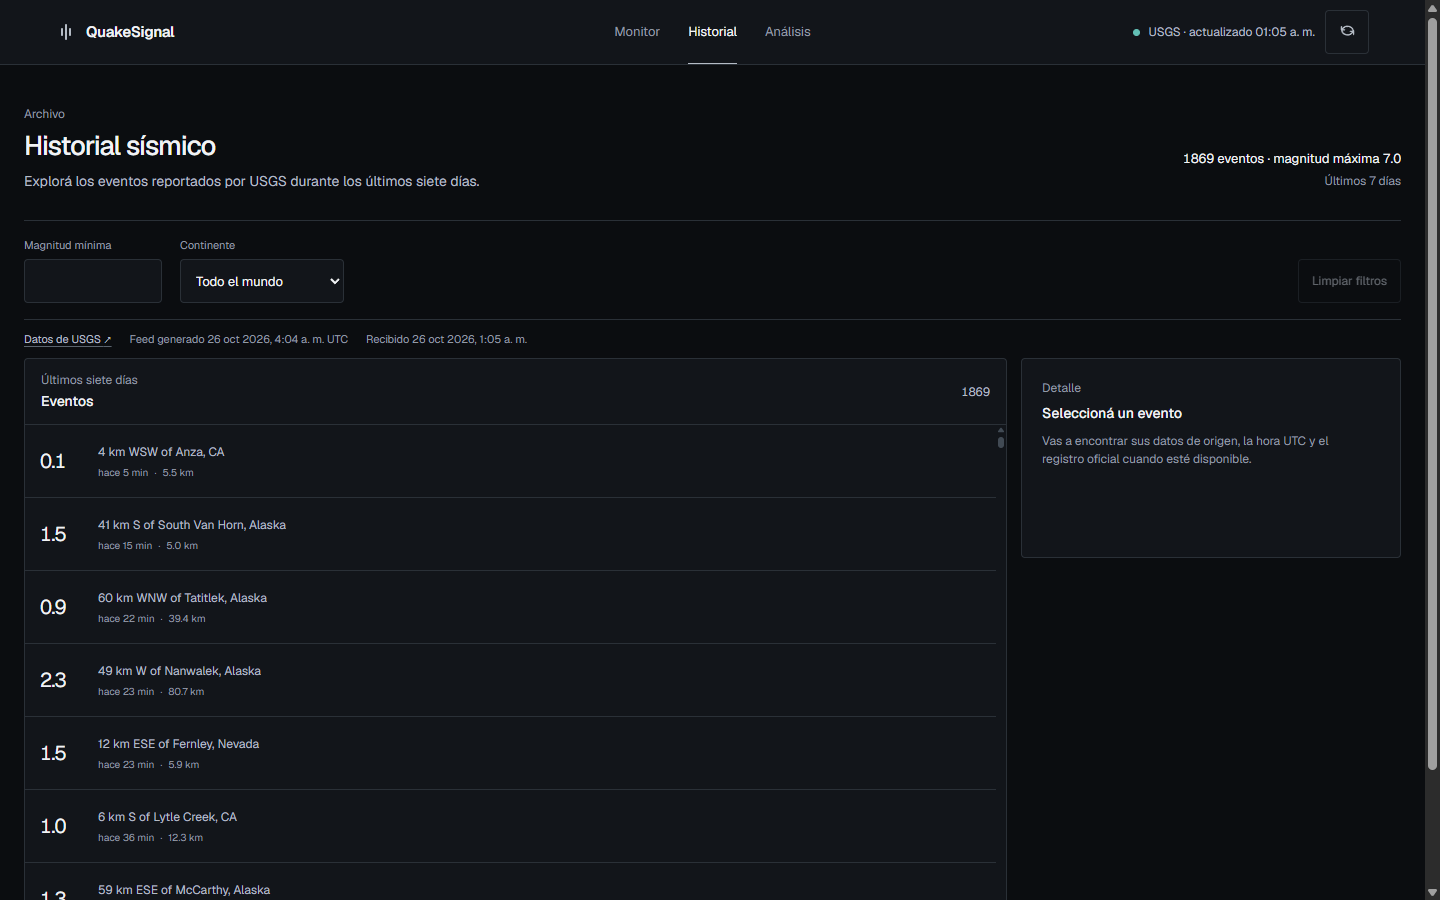 QuakeSignal
Monitor
Historial
Análisis
USGS · actualizado 01:05 a. m.
Archivo
Historial sísmico
Explorá los eventos reportados por USGS durante los últimos siete días.
1869 eventos · magnitud máxima 7.0
Últimos 7 días
Magnitud mínima
Continente
Todo el mundo
Limpiar filtros
Datos de USGS ↗
Feed generado 26 oct 2026, 4:04 a. m. UTC
Recibido 26 oct 2026, 1:05 a. m.
Últimos siete días
Eventos
1869
0.1
4 km WSW of Anza, CA
hace 5 min · 5.5 km
1.5
41 km S of South Van Horn, Alaska
hace 15 min · 5.0 km
0.9
60 km WNW of Tatitlek, Alaska
hace 22 min · 39.4 km
2.3
49 km W of Nanwalek, Alaska
hace 23 min · 80.7 km
1.5
12 km ESE of Fernley, Nevada
hace 23 min · 5.9 km
1.0
6 km S of Lytle Creek, CA
hace 36 min · 12.3 km
1.3
59 km ESE of McCarthy, Alaska
Detalle
Seleccioná un evento
Vas a encontrar sus datos de origen, la hora UTC y el
registro oficial cuando esté disponible.